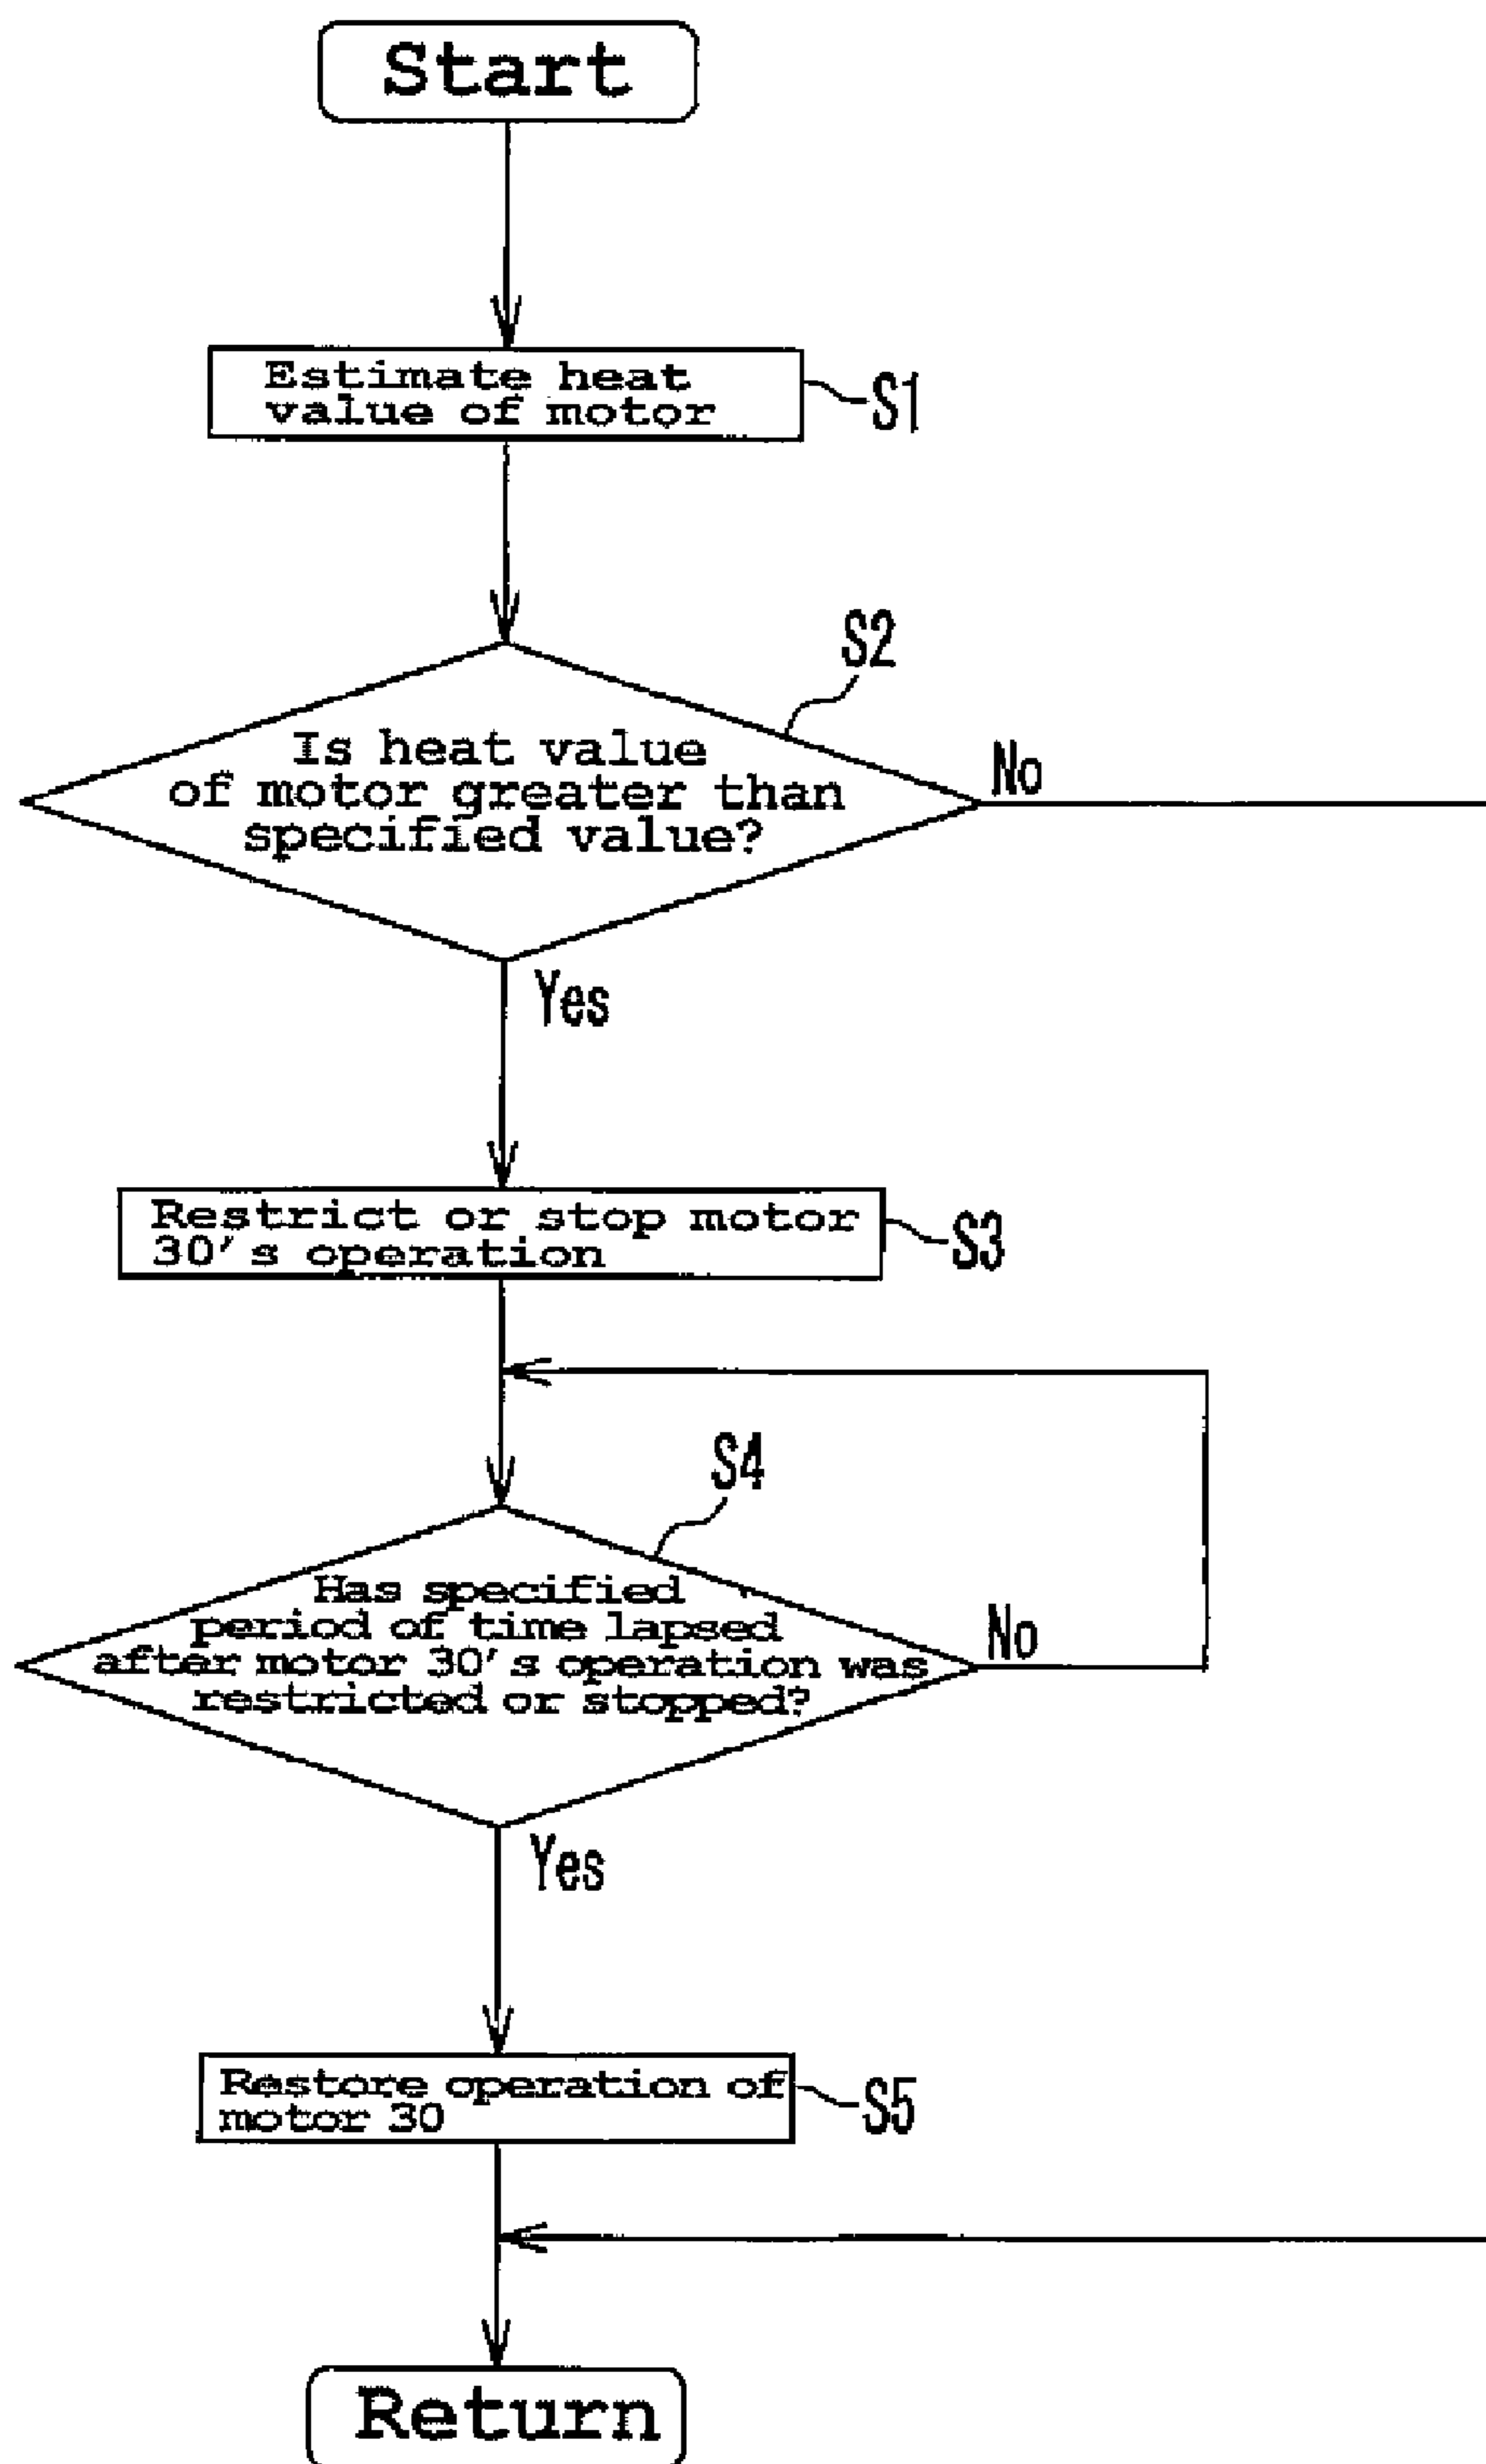 Start
Estimate heat
value of motor
S1
S2
Is heat value
of motor greater than
specified value?
No
Yes
Restrict or stop motor
30's operation
S3
S4
Has specified
period of time lapsed
after motor 30's operation was
restricted or stopped?
No
Yes
Restore operation of
motor 30
S5
Return